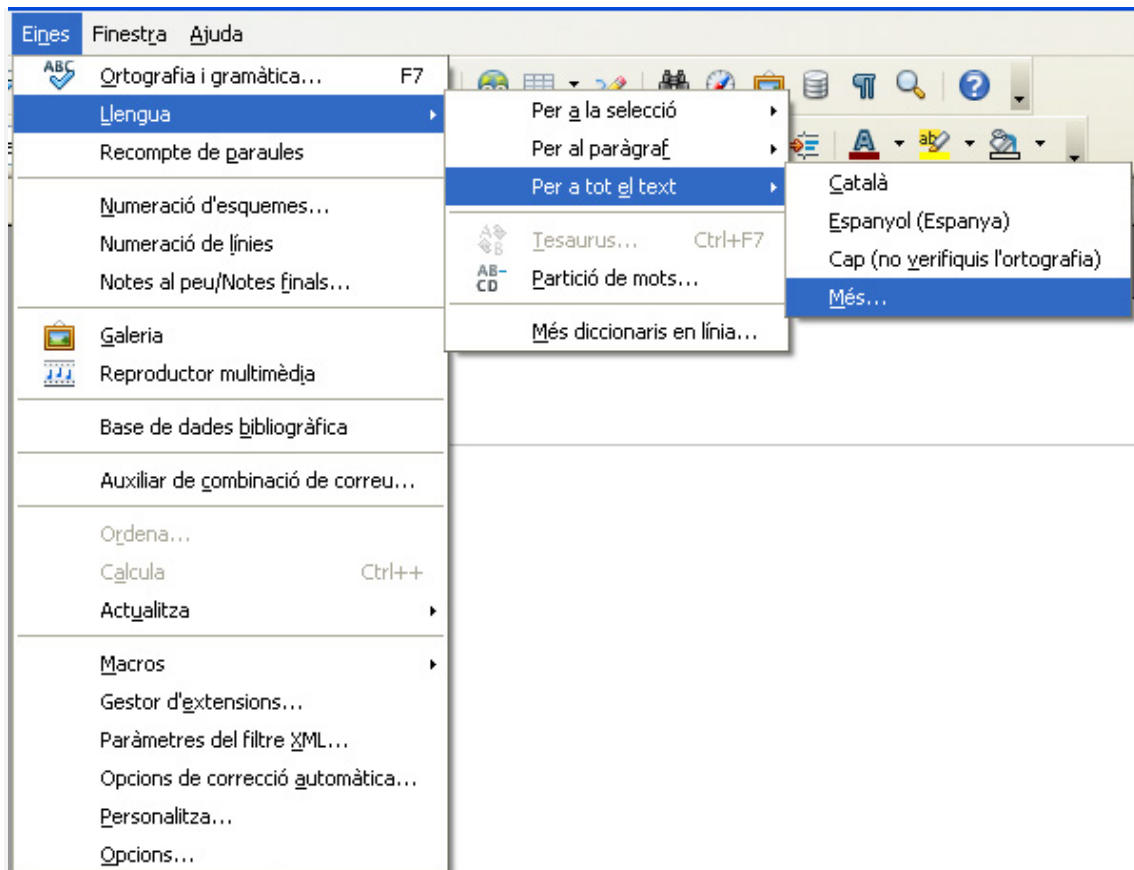 Eines Finestra Ajuda
ABC Ortografia i gramàtica... F7
Llengua
Recompte de paraules
Numeració d'esquemes...
Numeració de línies
Notes al peu/Notes finals...
Galeria
Reproductor multimèdia
Base de dades bibliogràfica
Auxiliar de combinació de correu...
Ordena...
Calcula Ctrl++
Actualitza
Macros
Gestor d'extensions...
Paràmetres del filtre XML...
Opcions de correcció automàtica...
Personalitza...
Opcions...
Per a la selecció
Per al paràgraf
Per a tot el text
Tesaurus... Ctrl+F7
AB-CD Partició de mots...
Més diccionaris en línia...
Català
Espanyol (Espanya)
Cap (no verifiquis l'ortografia)
Més...